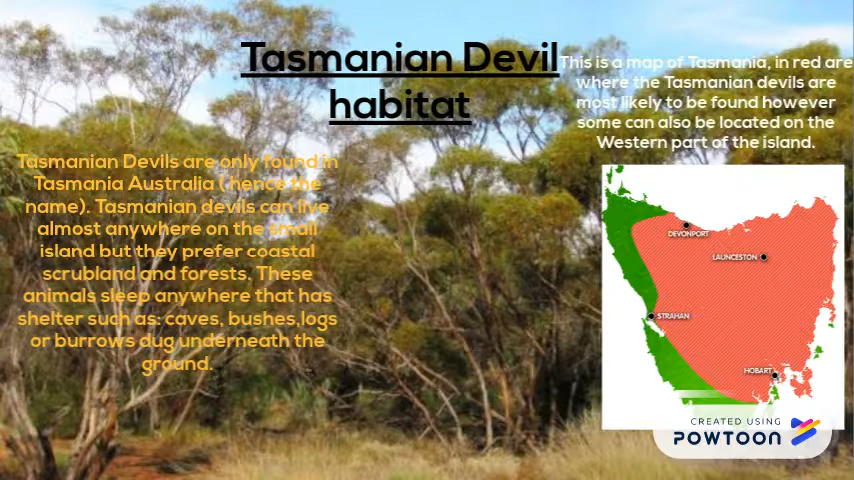 Tasmanian Devil
habitat
This is a map of Tasmania, in red are
where the Tasmanian devils are
most likely to be found however
some can also be located on the
Western part of the island.
Tasmanian Devils are only found in
Tasmania Australia ( hence the
name). Tasmanian devils can live
almost anywhere on the small
island but they prefer coastal
scrubland and forests. These
animals sleep anywhere that has
shelter such as: caves, bushes,logs
or burrows dug underneath the
ground.
DEVONPORT
LAUNCESTON
STRAHAN
HOBART
CREATED USING
POWTOON